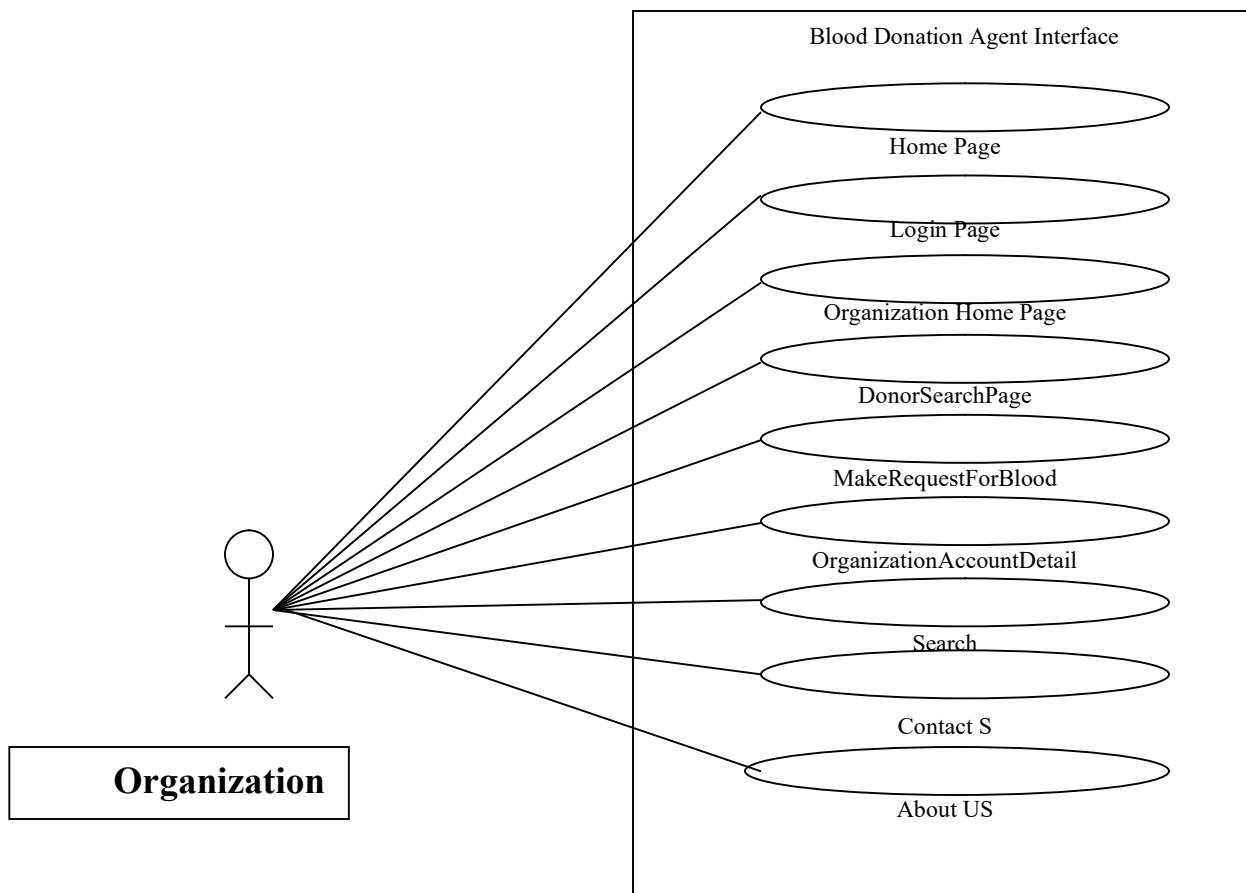 Blood Donation Agent Interface
Home Page
Login Page
Organization Home Page
DonorSearchPage
MakeRequestForBlood
OrganizationAccountDetail
Search
Contact S
About US
Organization